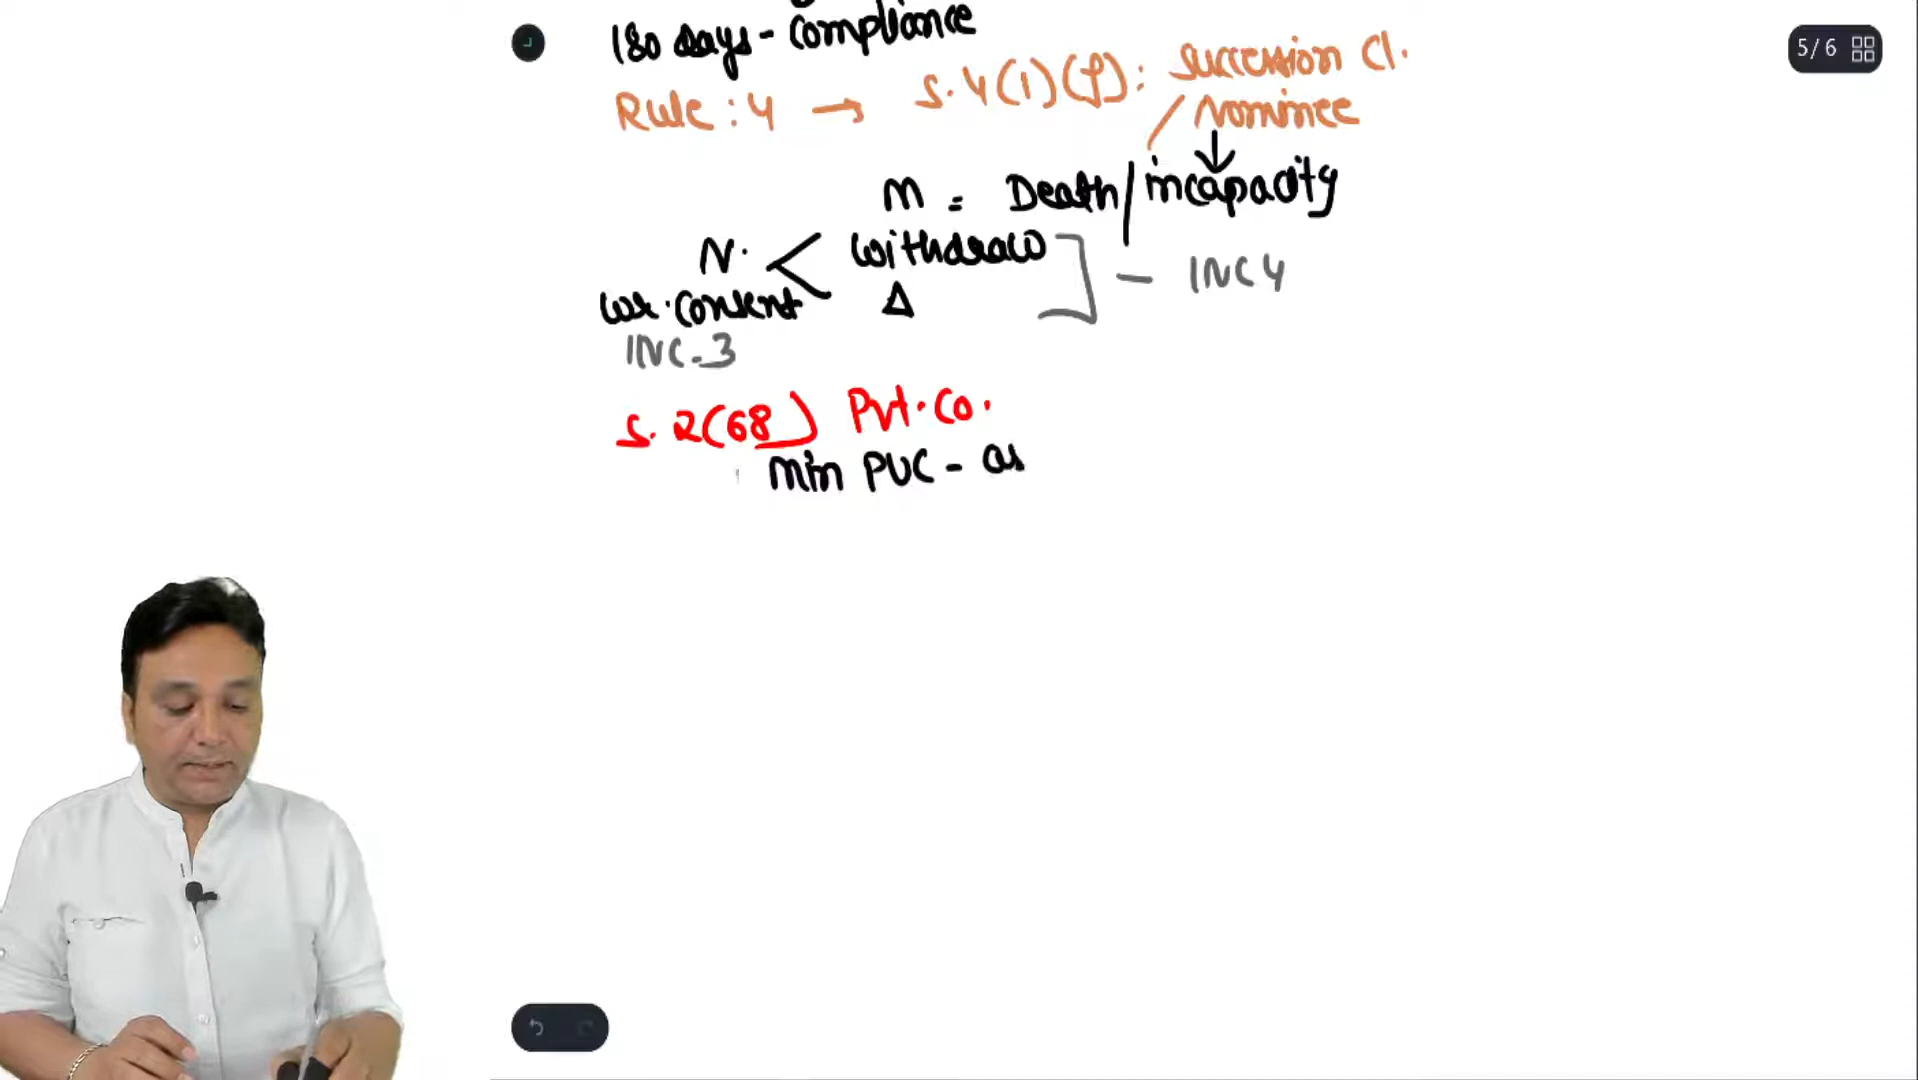 180 days - compliance
5/6
Rule : 4 → S. 4(1)(f) : Succession Cl.
/ Nominee
M = Death / incapacity
N. < withdraw
wr. consent Δ
— INC 4
INC-3
S. 2(68) Pvt. Co.
Min PUC - as